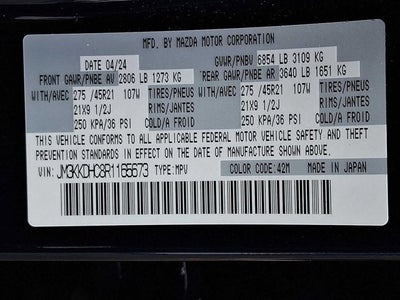 MFD. BY MAZDA MOTOR CORPORATION
DATE 04/24 GVWR/PNBV 6854 LB 3109 KG
FRONT GAWR/PNBE AV 2806 LB 1273 KG REAR GAWR/PNBE AR 3640 LB 1651 KG
WITH/AVEC 275 /45R21 107W TIRES/PNEUS WITH/AVEC 275 /45R21 107W TIRES/PNEUS
21X9 1/2J RIMS/JANTES 21X9 1/2J RIMS/JANTES
250 KPA/36 PSI COLD/A FROID 250 KPA/36 PSI COLD/A FROID
THIS VEHICLE CONFORMS TO ALL APPLICABLE FEDERAL MOTOR VEHICLE SAFETY AND THEFT
PREVENTION STANDARDS IN EFFECT ON THE DATE OF MANUFACTURE SHOWN ABOVE.
VIN: JM3KKDHC8R1165673 TYPE:MPV COLOR CODE:42M MADE IN JAPAN